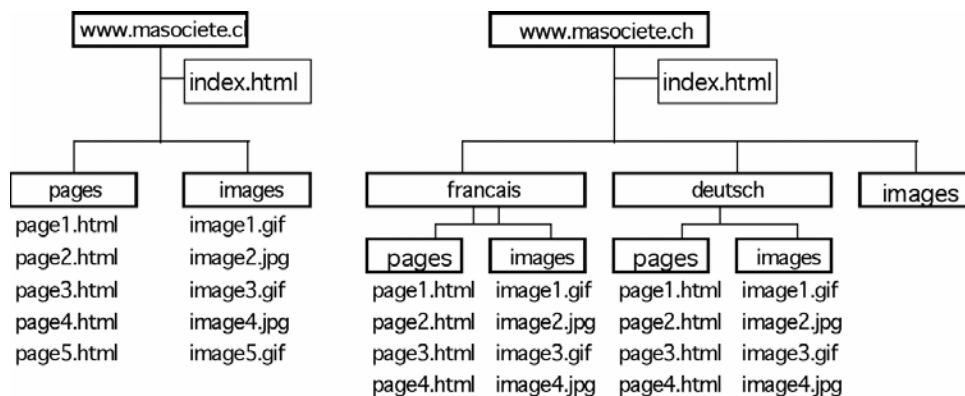 www.masociete.cl
index.html
pages
images
page1.html
image1.gif
page2.html
image2.jpg
page3.html
image3.gif
page4.html
image4.jpg
page5.html
image5.gif
www.masociete.ch
index.html
francais
deutsch
images
pages
images
pages
images
page1.html image1.gif page1.html image1.gif
page2.html image2.jpg page2.html image2.jpg
page3.html image3.gif page3.html image3.gif
page4.html image4.jpg page4.html image4.jpg